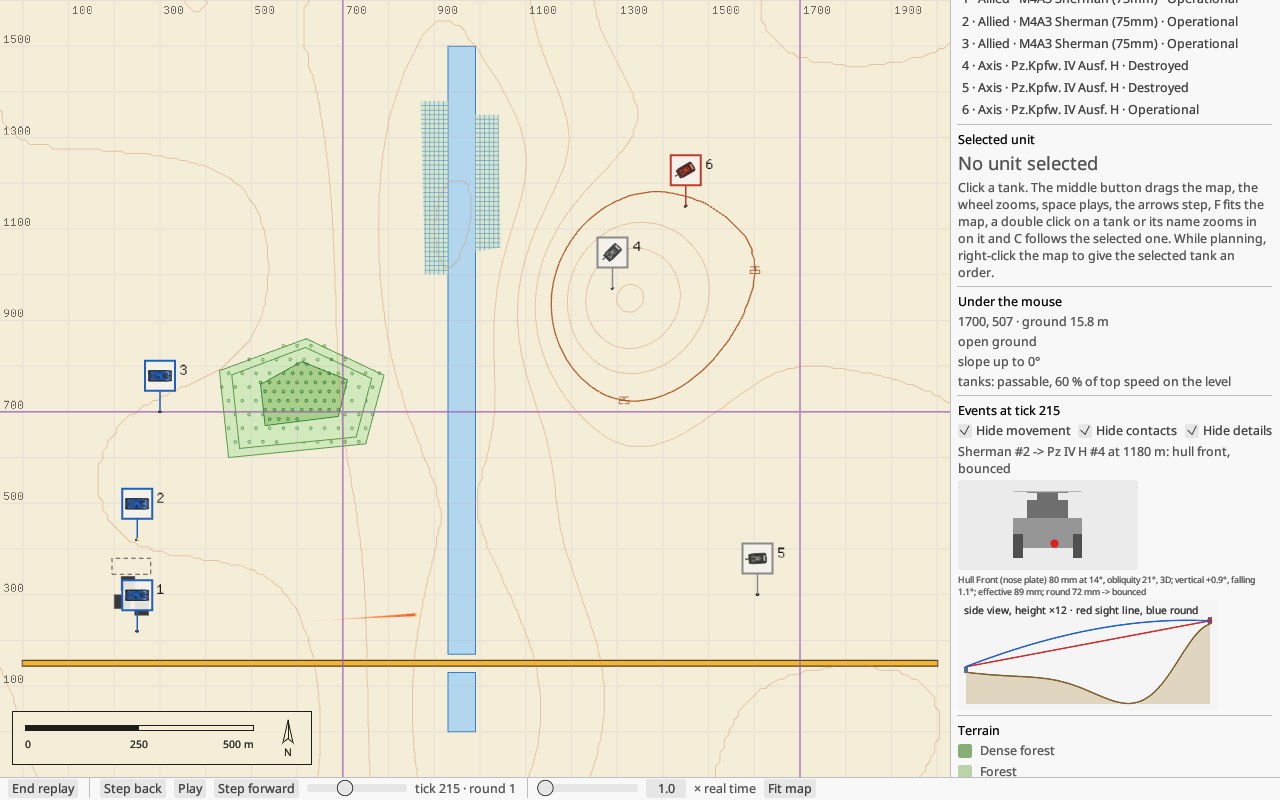 100 300 500 700 900 1100 1300 1500 1700 1900
1500
1300
1100
900
700
500
300
100
6
4
25
25
3
2
1
5
0 250 500 m
N
2 · Allied · M4A3 Sherman (75mm) · Operational
3 · Allied · M4A3 Sherman (75mm) · Operational
4 · Axis · Pz.Kpfw. IV Ausf. H · Destroyed
5 · Axis · Pz.Kpfw. IV Ausf. H · Destroyed
6 · Axis · Pz.Kpfw. IV Ausf. H · Operational
Selected unit
No unit selected
Click a tank. The middle button drags the map, the
wheel zooms, space plays, the arrows step, F fits the
map, a double click on a tank or its name zooms in
on it and C follows the selected one. While planning,
right-click the map to give the selected tank an
order.
Under the mouse
1700, 507 · ground 15.8 m
open ground
slope up to 0°
tanks: passable, 60 % of top speed on the level
Events at tick 215
Hide movement Hide contacts Hide details
Sherman #2 -> Pz IV H #4 at 1180 m: hull front,
bounced
Hull Front (nose plate) 80 mm at 14°, obliquity 21°, 3D; vertical +0.9°, falling
1.1°; effective 89 mm; round 72 mm -> bounced
side view, height ×12 · red sight line, blue round
Terrain
Dense forest
Forest
End replay Step back Play Step forward tick 215 · round 1 1.0 × real time Fit map